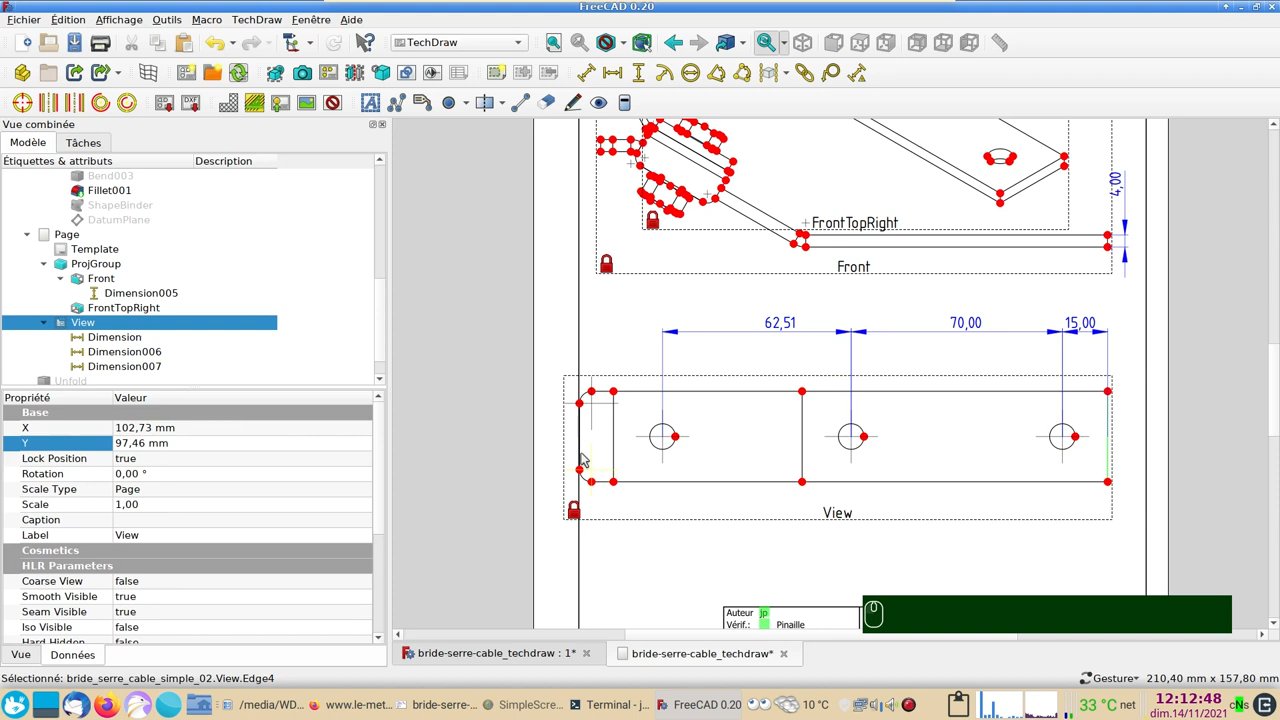 FreeCAD 0.20
Fichier Édition Affichage Outils Macro TechDraw Fenêtre Aide
TechDraw
Vue combinée
Modèle Tâches
Étiquettes & attributs Description
Bend003
Fillet001
ShapeBinder
DatumPlane
Page
Template
ProjGroup
Front
Dimension005
FrontTopRight
View
Dimension
Dimension006
Dimension007
Unfold
Propriété Valeur
Base
X 102,73 mm
Y 97,46 mm
Lock Position true
Rotation 0,00 °
Scale Type Page
Scale 1,00
Caption
Label View
Cosmetics
HLR Parameters
Coarse View false
Smooth Visible true
Seam Visible true
Iso Visible false
Hard Hidden false
Vue Données
4,00
FrontTopRight
Front
62,51 70,00 15,00
View
Auteur jp
Vérif.: Pinaille
bride-serre-cable_techdraw : 1* bride-serre-cable_techdraw*
Sélectionné: bride_serre_cable_simple_02.View.Edge4 Gesture 210,40 mm x 157,80 mm
/media/WD... www.le-met... bride-serre-... SimpleScre... Terminal - j... FreeCAD 0.20 10 °C 33 °C net 12:12:48
dim.14/11/2021